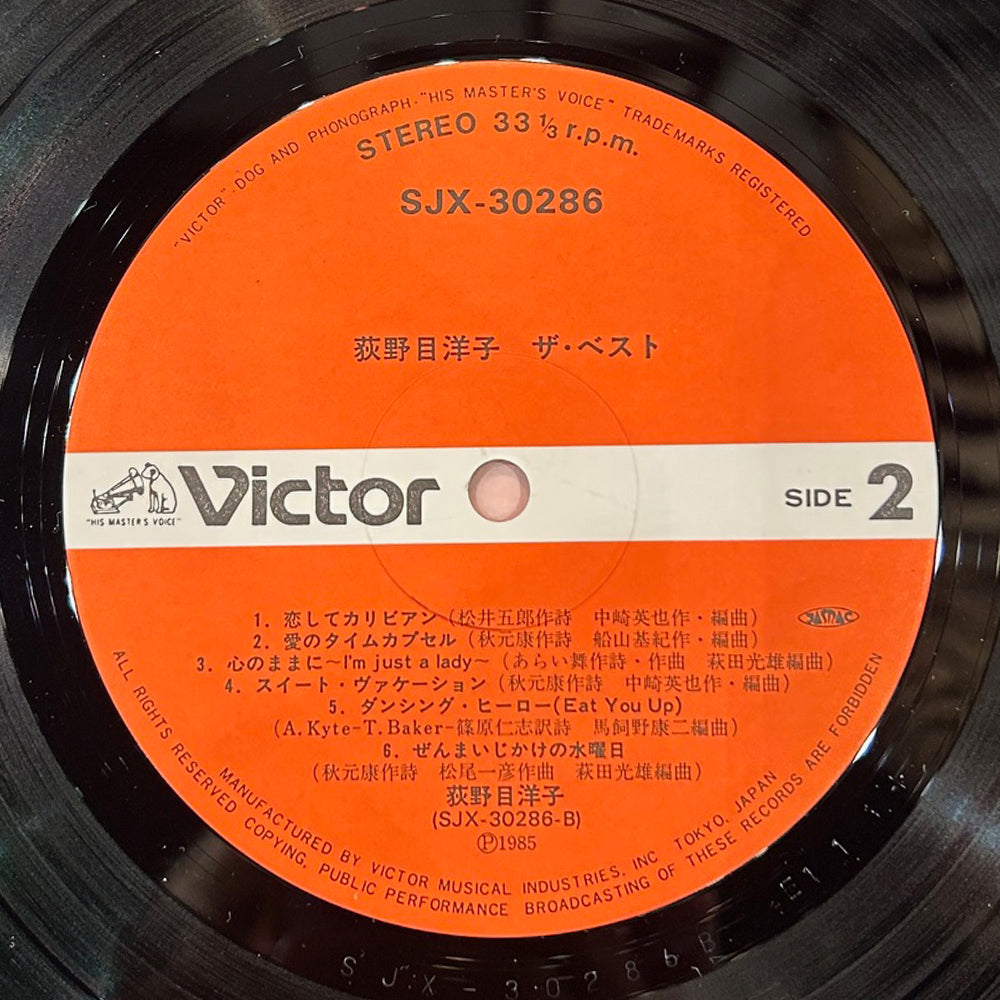 "VICTOR"-DOG AND PHONOGRAPH-"HIS MASTER'S VOICE" TRADEMARKS REGISTERED
STEREO 33 1/3 r.p.m.
SJX-30286
荻野目洋子 ザ・ベスト
"HIS MASTER'S VOICE"
Victor
SIDE 2
1. 恋してカリビアン (松井五郎作詩 中崎英也作・編曲)
JASRAC
2. 愛のタイムカプセル (秋元康作詩 船山基紀作・編曲)
3. 心のままに〜I'm just a lady〜 (あらい舞作詩・作曲 萩田光雄編曲)
4. スイート・ヴァケーション (秋元康作詩 中崎英也作・編曲)
5. ダンシング・ヒーロー(Eat You Up)
(A.Kyte-T.Baker-篠原仁志訳詩 馬飼野康二編曲)
6. ぜんまいじかけの水曜日
(秋元康作詩 松尾一彦作曲 萩田光雄編曲)
荻野目洋子
(SJX-30286-B)
Ⓟ1985
MANUFACTURED BY VICTOR MUSICAL INDUSTRIES, INC TOKYO, JAPAN
ALL RIGHTS RESERVED COPYING, PUBLIC PERFORMANCE BROADCASTING OF THESE RECORDS ARE FORBIDDEN
SJX-30286B